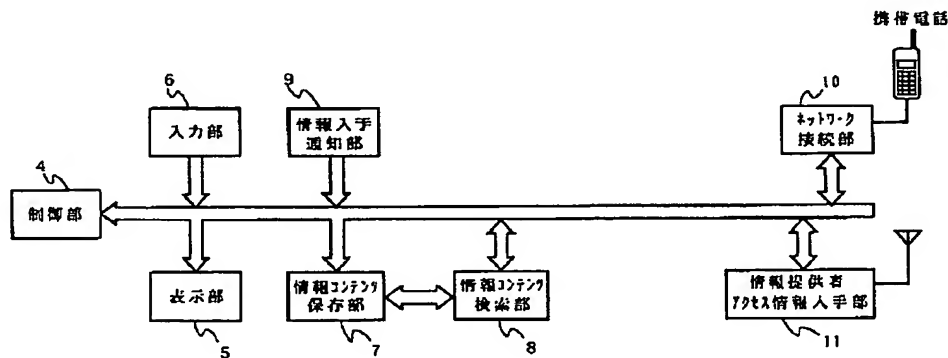 携帯電話
6
9
10
入力部
情報入手
通知部
ネットワーク
接続部
4
制御部
表示部
情報コンテンツ
保存部
情報コンテンツ
検索部
情報提供者
アクセス情報入手部
5
7
8
11